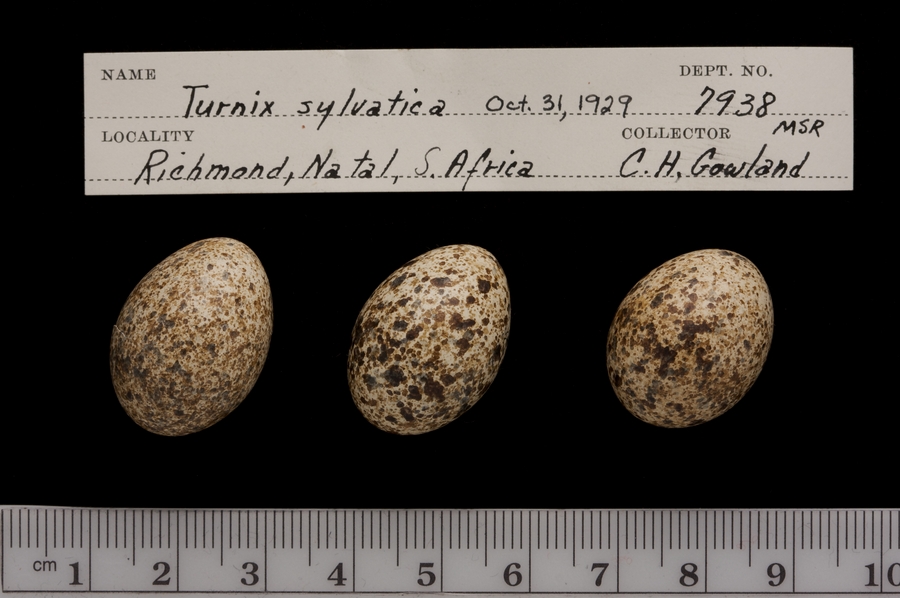 NAME DEPT. NO.
Turnix sylvatica Oct. 31, 1929 7938
LOCALITY COLLECTOR MSR
Richmond, Natal, S. Africa C. H. Gowland
cm 1 2 3 4 5 6 7 8 9 10